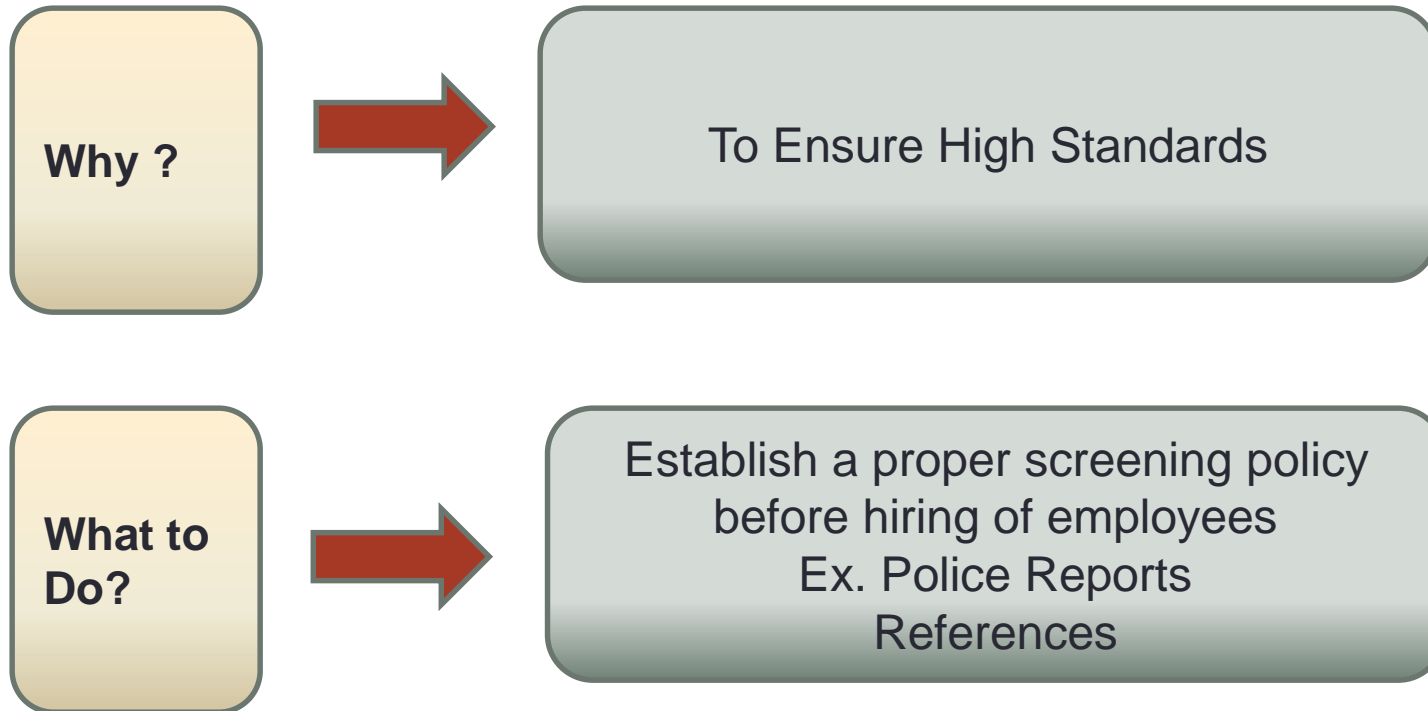 Why ?
To Ensure High Standards
What to
Do?
Establish a proper screening policy
before hiring of employees
Ex. Police Reports
References